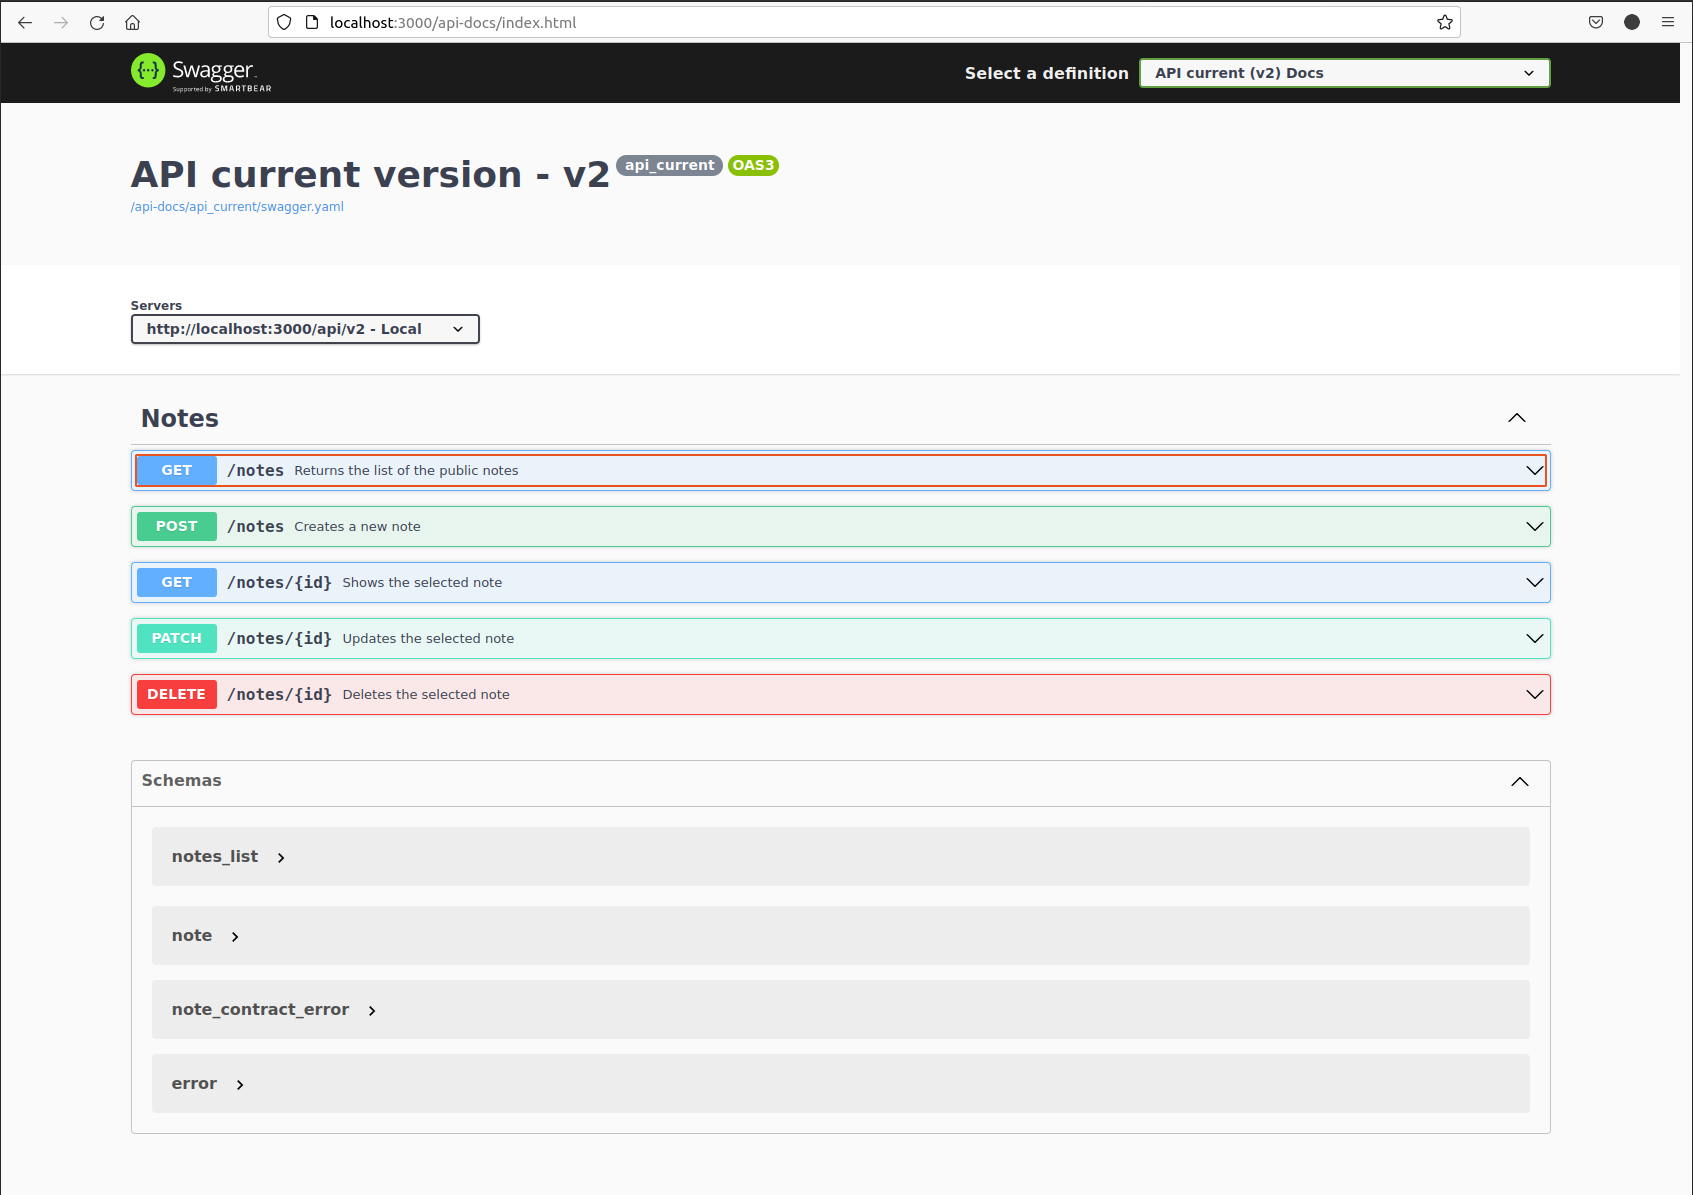 localhost:3000/api-docs/index.html
{···} Swagger.
Supported by SMARTBEAR
Select a definition
API current (v2) Docs
API current version - v2 api_current OAS3
/api-docs/api_current/swagger.yaml
Servers
http://localhost:3000/api/v2 - Local
Notes
GET /notes Returns the list of the public notes
POST /notes Creates a new note
GET /notes/{id} Shows the selected note
PATCH /notes/{id} Updates the selected note
DELETE /notes/{id} Deletes the selected note
Schemas
notes_list
note
note_contract_error
error